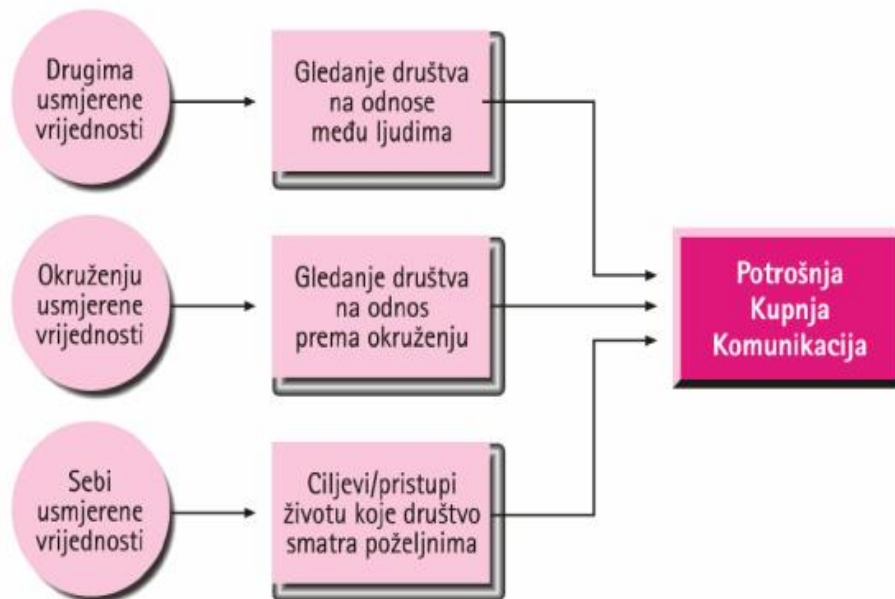 Drugima
usmjerene
vrijednosti
Gledanje društva
na odnose
među ljudima
Okruženju
usmjerene
vrijednosti
Gledanje društva
na odnos
prema okruženju
Potrošnja
Kupnja
Komunikacija
Sebi
usmjerene
vrijednosti
Ciljevi/pristupi
životu koje društvo
smatra poželjnima